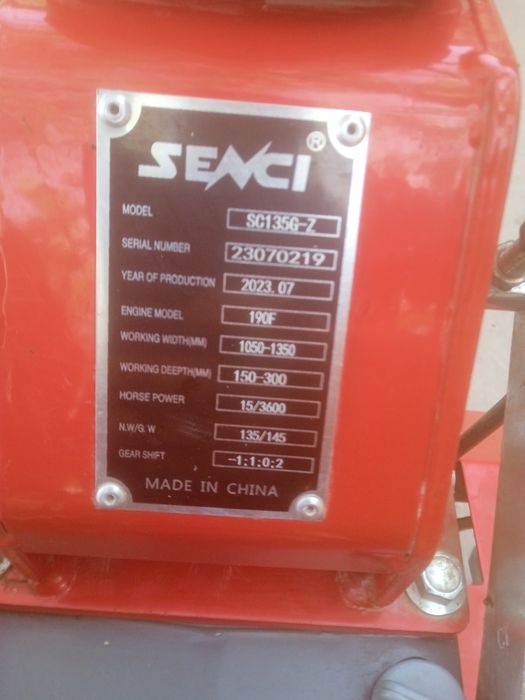 SENCI®
MODEL SC135G-Z
SERIAL NUMBER 23070219
YEAR OF PRODUCTION 2023.07
ENGINE MODEL 190F
WORKING WIDTH(MM) 1050-1350
WORKING DEEPTH(MM) 150-300
HORSE POWER 15/3600
N.W/G.W 135/145
GEAR SHIFT -1;1;0;2
MADE IN CHINA